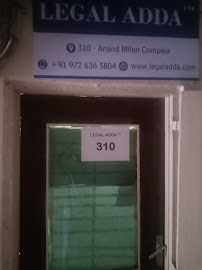 LEGAL ADDA™
310 - Anand Milan Complex
+91 972 636 5804 www.legaladda.com
LEGAL ADDA™
310